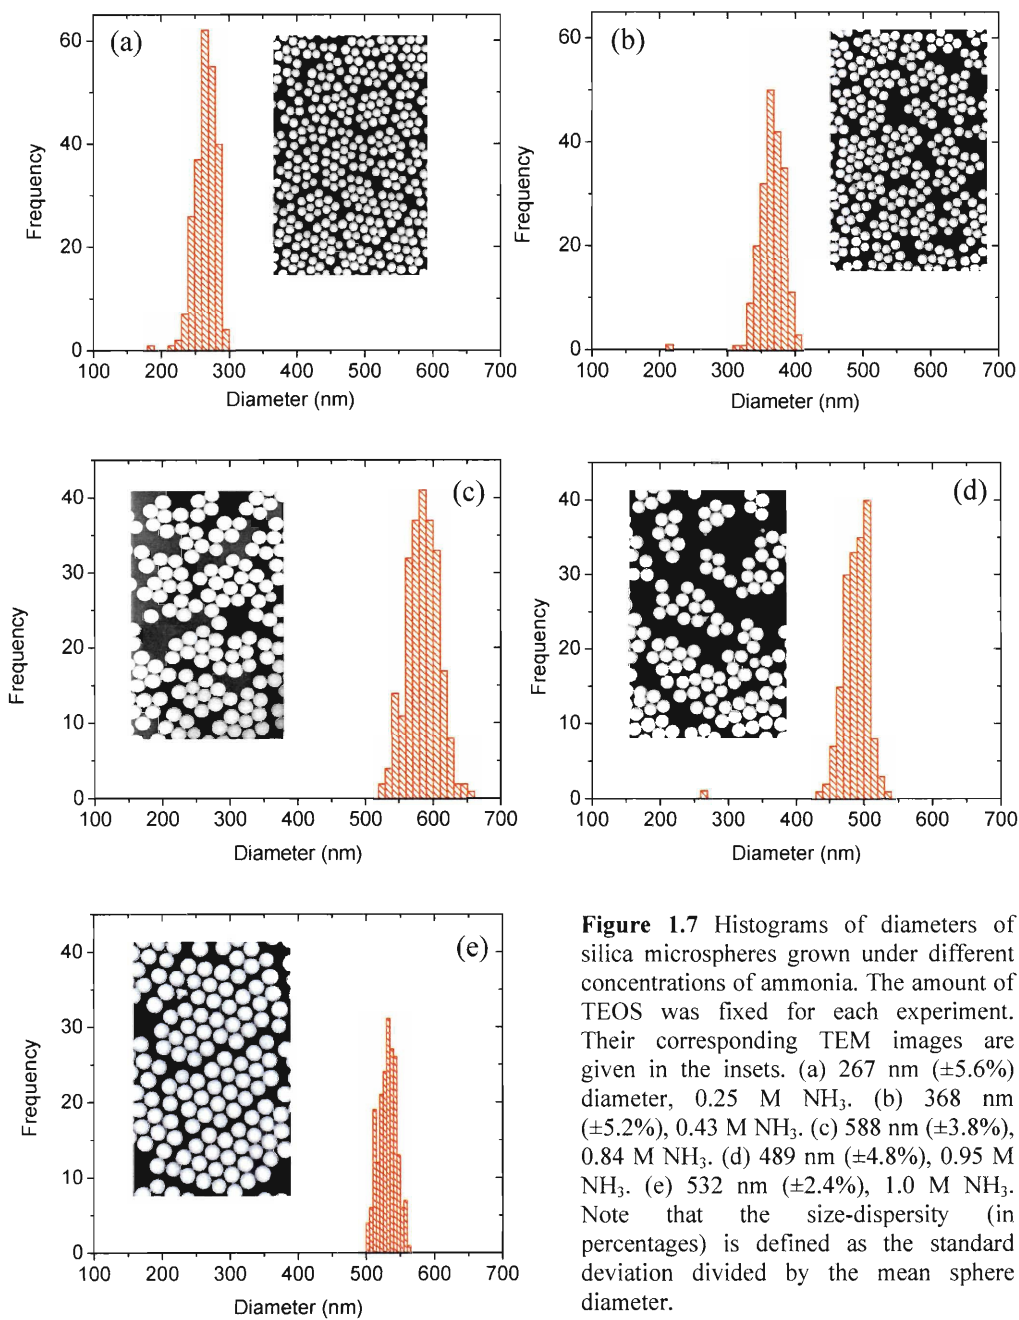 (a)
60
40
20
0
Frequency
100 200 300 400 500 600 700
Diameter (nm)
(b)
60
40
20
0
Frequency
100 200 300 400 500 600 700
Diameter (nm)
(c)
40
30
20
10
0
Frequency
100 200 300 400 500 600 700
Diameter (nm)
(d)
40
30
20
10
0
Frequency
100 200 300 400 500 600 700
Diameter (nm)
(e)
40
30
20
10
0
Frequency
100 200 300 400 500 600 700
Diameter (nm)
Figure 1.7 Histograms of diameters of
silica microspheres grown under different
concentrations of ammonia. The amount of
TEOS was fixed for each experiment.
Their corresponding TEM images are
given in the insets. (a) 267 nm (±5.6%)
diameter, 0.25 M NH₃. (b) 368 nm
(±5.2%), 0.43 M NH₃. (c) 588 nm (±3.8%),
0.84 M NH₃. (d) 489 nm (±4.8%), 0.95 M
NH₃. (e) 532 nm (±2.4%), 1.0 M NH₃.
Note that the size-dispersity (in
percentages) is defined as the standard
deviation divided by the mean sphere
diameter.